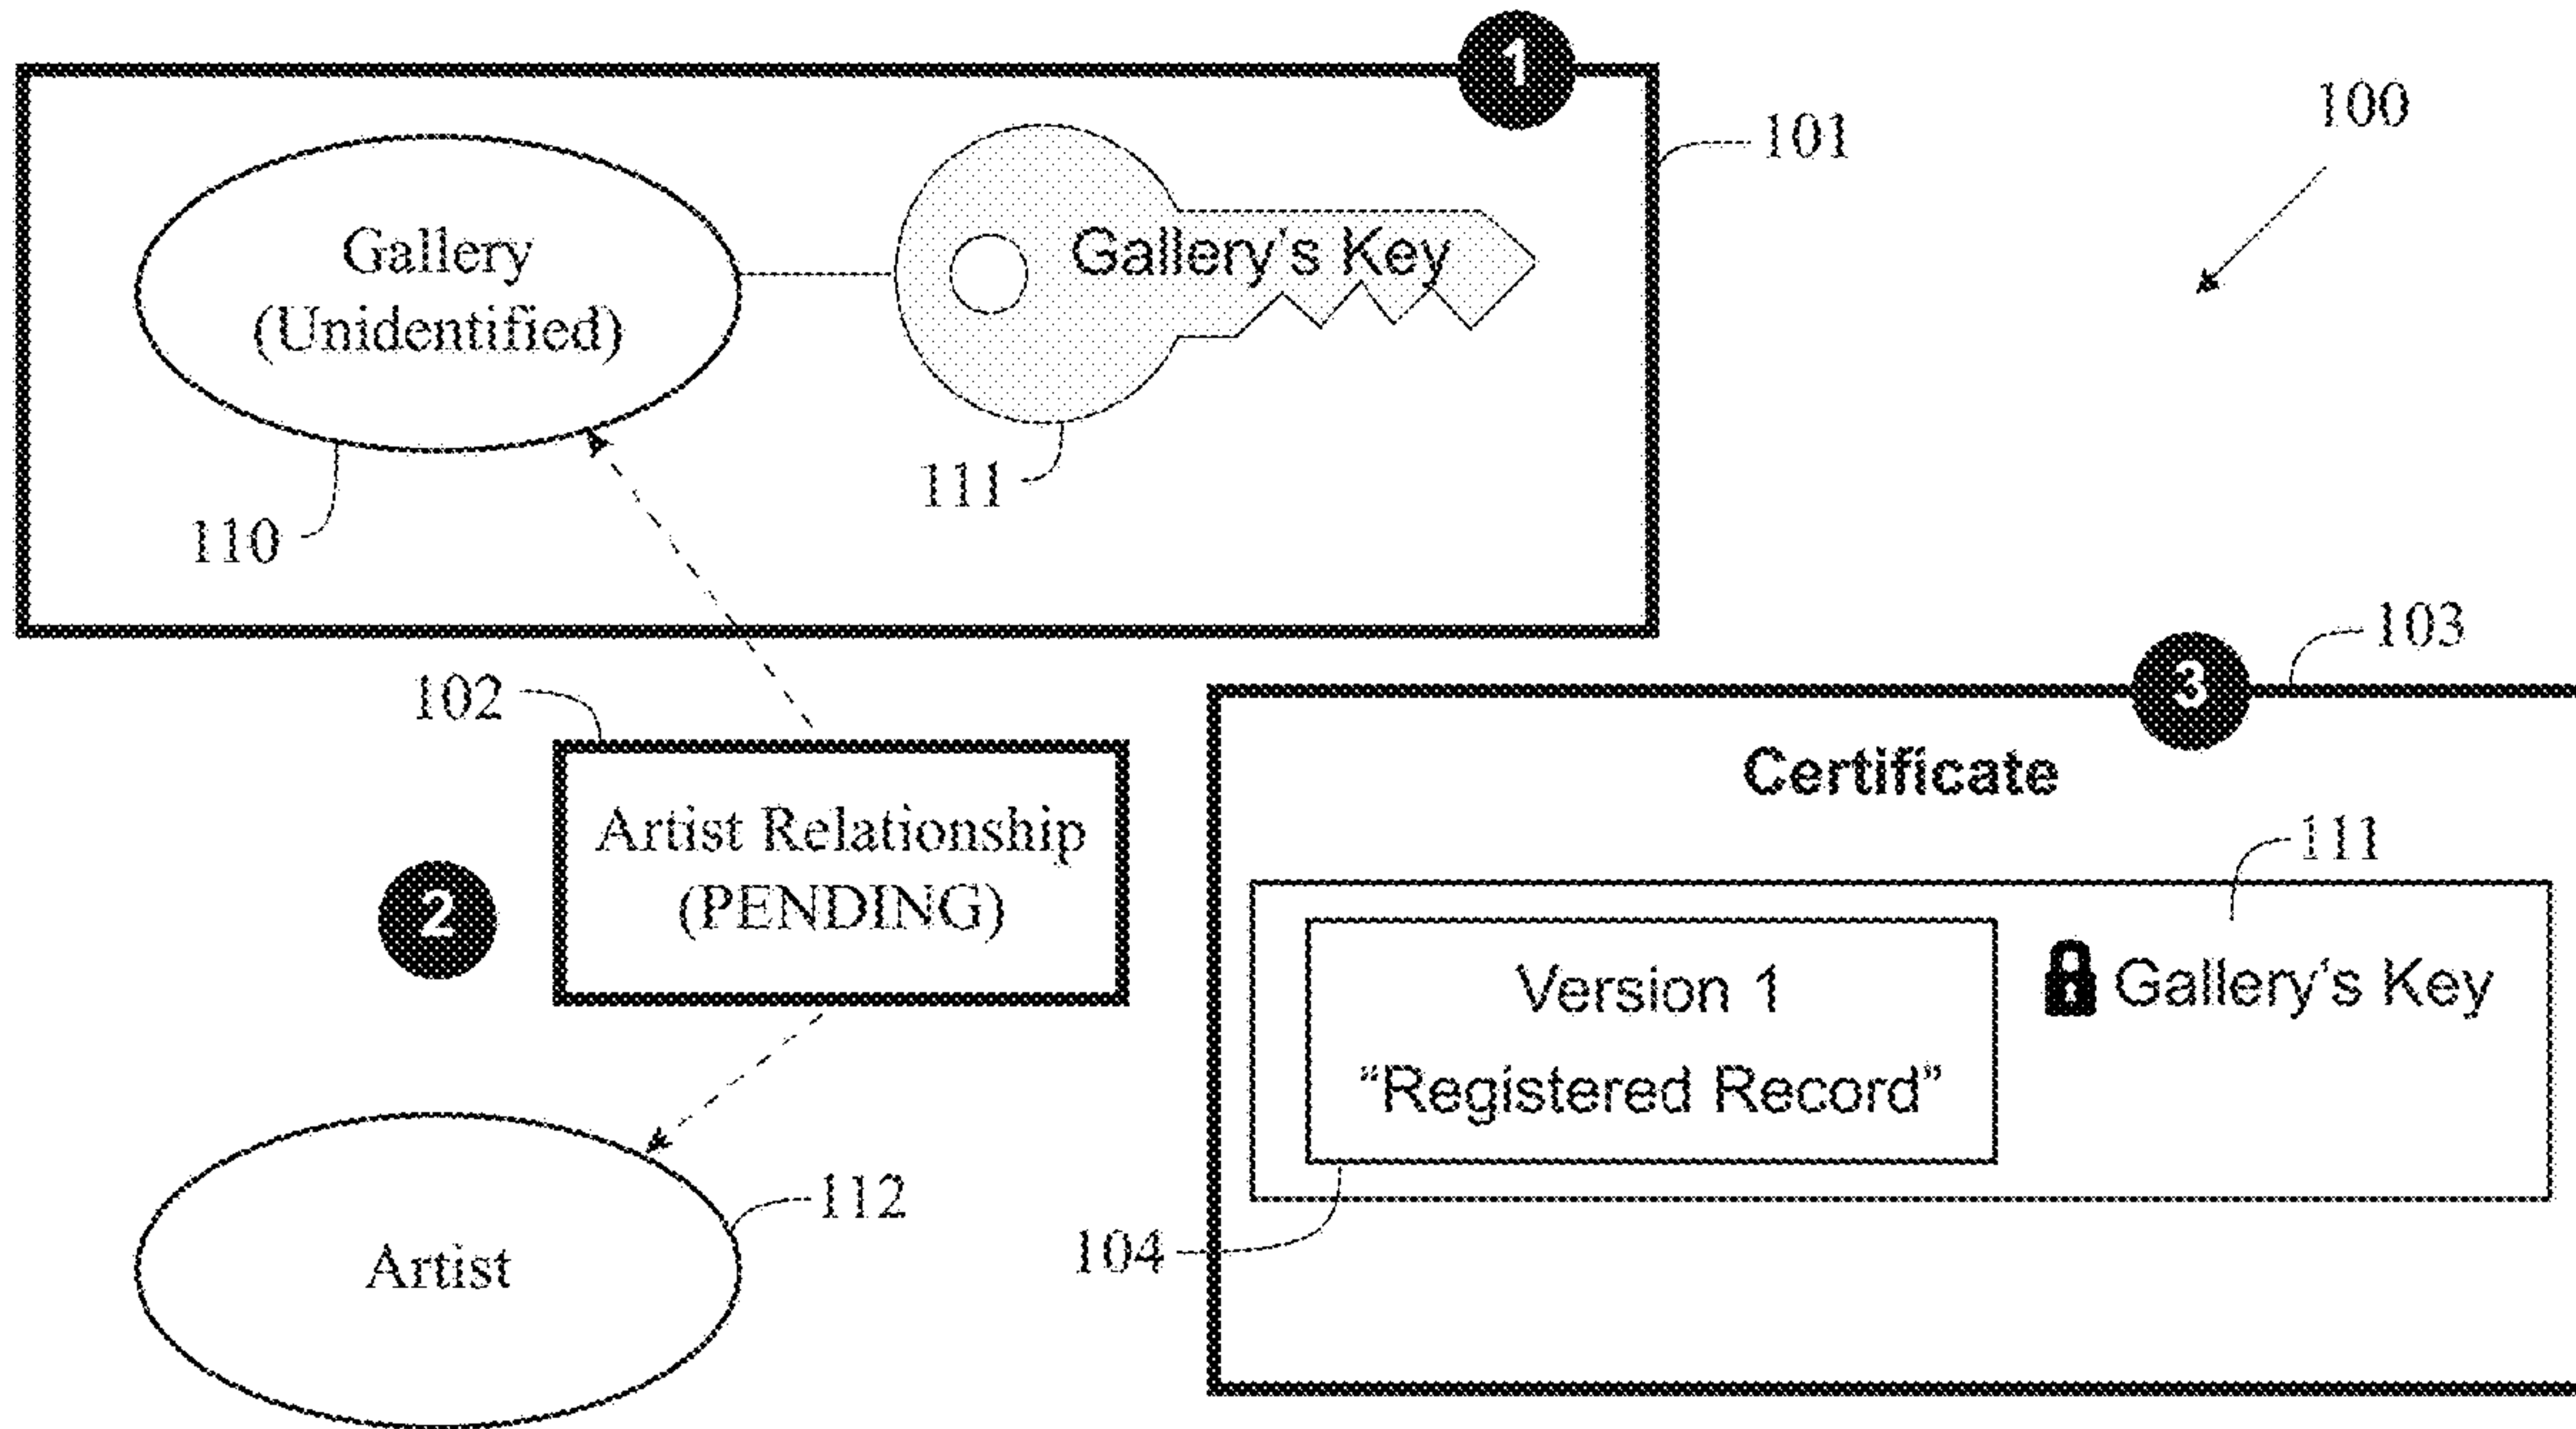 1
100
101
Gallery
(Unidentified)
Gallery's Key
111
110
103
3
102
Certificate
Artist Relationship
(PENDING)
2
111
Version 1
"Registered Record"
Gallery's Key
112
104
Artist